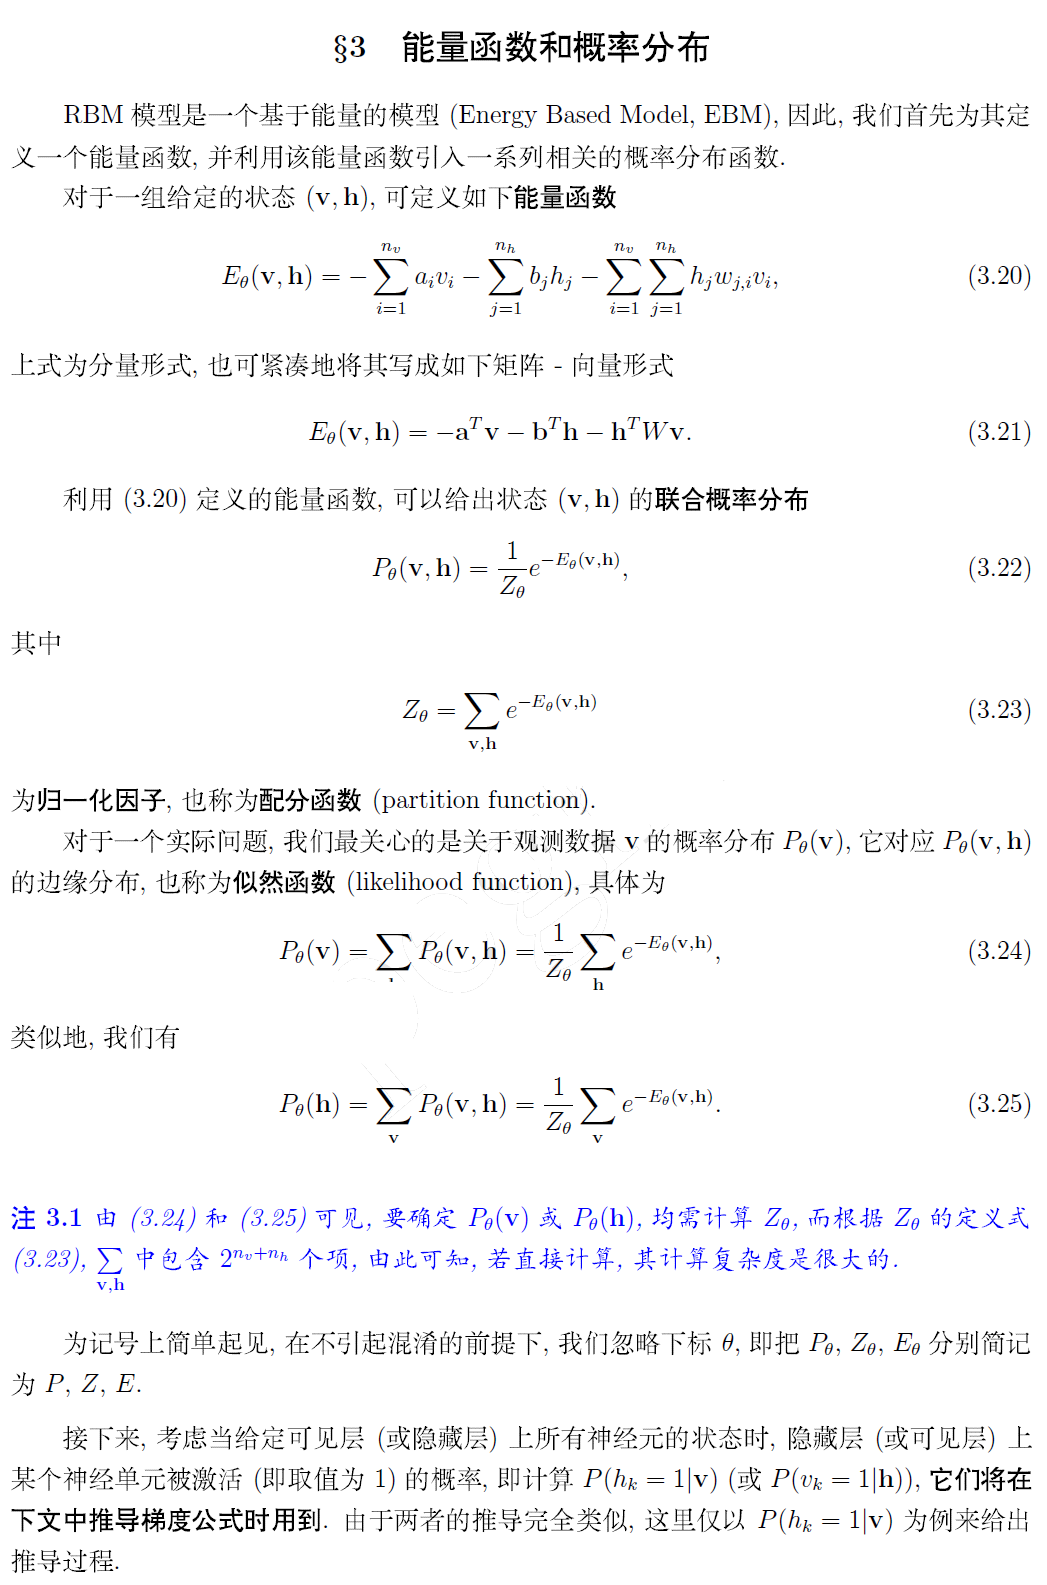 §3 能量函数和概率分布
RBM 模型是一个基于能量的模型 (Energy Based Model, EBM), 因此, 我们首先为其定
义一个能量函数, 并利用该能量函数引入一系列相关的概率分布函数.
对于一组给定的状态 (v, h), 可定义如下能量函数
$E_\theta(\mathbf{v}, \mathbf{h}) = -\sum_{i=1}^{n_v} a_i v_i - \sum_{j=1}^{n_h} b_j h_j - \sum_{i=1}^{n_v} \sum_{j=1}^{n_h} h_j w_{j,i} v_i,$ (3.20)
上式为分量形式, 也可紧凑地将其写成如下矩阵 - 向量形式
$E_\theta(\mathbf{v}, \mathbf{h}) = -\mathbf{a}^T \mathbf{v} - \mathbf{b}^T \mathbf{h} - \mathbf{h}^T W \mathbf{v}.$ (3.21)
利用 (3.20) 定义的能量函数, 可以给出状态 (v, h) 的联合概率分布
$P_\theta(\mathbf{v}, \mathbf{h}) = \frac{1}{Z_\theta} e^{-E_\theta(\mathbf{v},\mathbf{h})},$ (3.22)
其中
$Z_\theta = \sum_{\mathbf{v},\mathbf{h}} e^{-E_\theta(\mathbf{v},\mathbf{h})}$ (3.23)
为归一化因子, 也称为配分函数 (partition function).
对于一个实际问题, 我们最关心的是关于观测数据 v 的概率分布 $P_\theta(\mathbf{v})$, 它对应 $P_\theta(\mathbf{v}, \mathbf{h})$
的边缘分布, 也称为似然函数 (likelihood function), 具体为
$P_\theta(\mathbf{v}) = \sum P_\theta(\mathbf{v}, \mathbf{h}) = \frac{1}{Z_\theta} \sum_{\mathbf{h}} e^{-E_\theta(\mathbf{v},\mathbf{h})},$ (3.24)
类似地, 我们有
$P_\theta(\mathbf{h}) = \sum_{\mathbf{v}} P_\theta(\mathbf{v}, \mathbf{h}) = \frac{1}{Z_\theta} \sum_{\mathbf{v}} e^{-E_\theta(\mathbf{v},\mathbf{h})}.$ (3.25)
注 3.1 由 (3.24) 和 (3.25) 可见, 要确定 $P_\theta(\mathbf{v})$ 或 $P_\theta(\mathbf{h})$, 均需计算 $Z_\theta$, 而根据 $Z_\theta$ 的定义式
(3.23), $\sum_{\mathbf{v},\mathbf{h}}$ 中包含 $2^{n_v+n_h}$ 个项, 由此可知, 若直接计算, 其计算复杂度是很大的.
为记号上简单起见, 在不引起混淆的前提下, 我们忽略下标 $\theta$, 即把 $P_\theta$, $Z_\theta$, $E_\theta$ 分别简记
为 P, Z, E.
接下来, 考虑当给定可见层 (或隐藏层) 上所有神经元的状态时, 隐藏层 (或可见层) 上
某个神经单元被激活 (即取值为 1) 的概率, 即计算 $P(h_k = 1|\mathbf{v})$ (或 $P(v_k = 1|\mathbf{h})$), 它们将在
下文中推导梯度公式时用到. 由于两者的推导完全类似, 这里仅以 $P(h_k = 1|\mathbf{v})$ 为例来给出
推导过程.